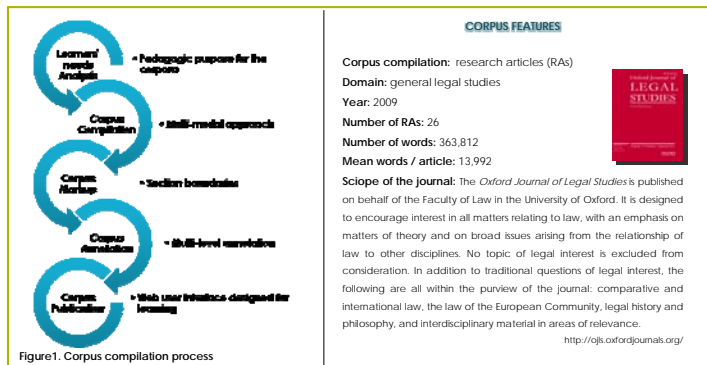 Learners'
needs
Analysis
• Pedagogic purpose for the
corpora
Corpus
Compilation
• Multi-modal approach
Corpus
Markup
• Section boundaries
Corpus
Annotation
• Multi-level annotation
Corpus
Publication
• Web user interface designed for
learning
Figure1. Corpus compilation process
CORPUS FEATURES
Corpus compilation: research articles (RAs)
Domain: general legal studies
Year: 2009
Number of RAs: 26
Number of words: 363,812
Mean words / article: 13,992
Oxford Journal of
LEGAL
STUDIES
Sciope of the journal: The Oxford Journal of Legal Studies is published
on behalf of the Faculty of Law in the University of Oxford. It is designed
to encourage interest in all matters relating to law, with an emphasis on
matters of theory and on broad issues arising from the relationship of
law to other disciplines. No topic of legal interest is excluded from
consideration. In addition to traditional questions of legal interest, the
following are all within the purview of the journal: comparative and
international law, the law of the European Community, legal history and
philosophy, and interdisciplinary material in areas of relevance.
http://ojls.oxfordjournals.org/